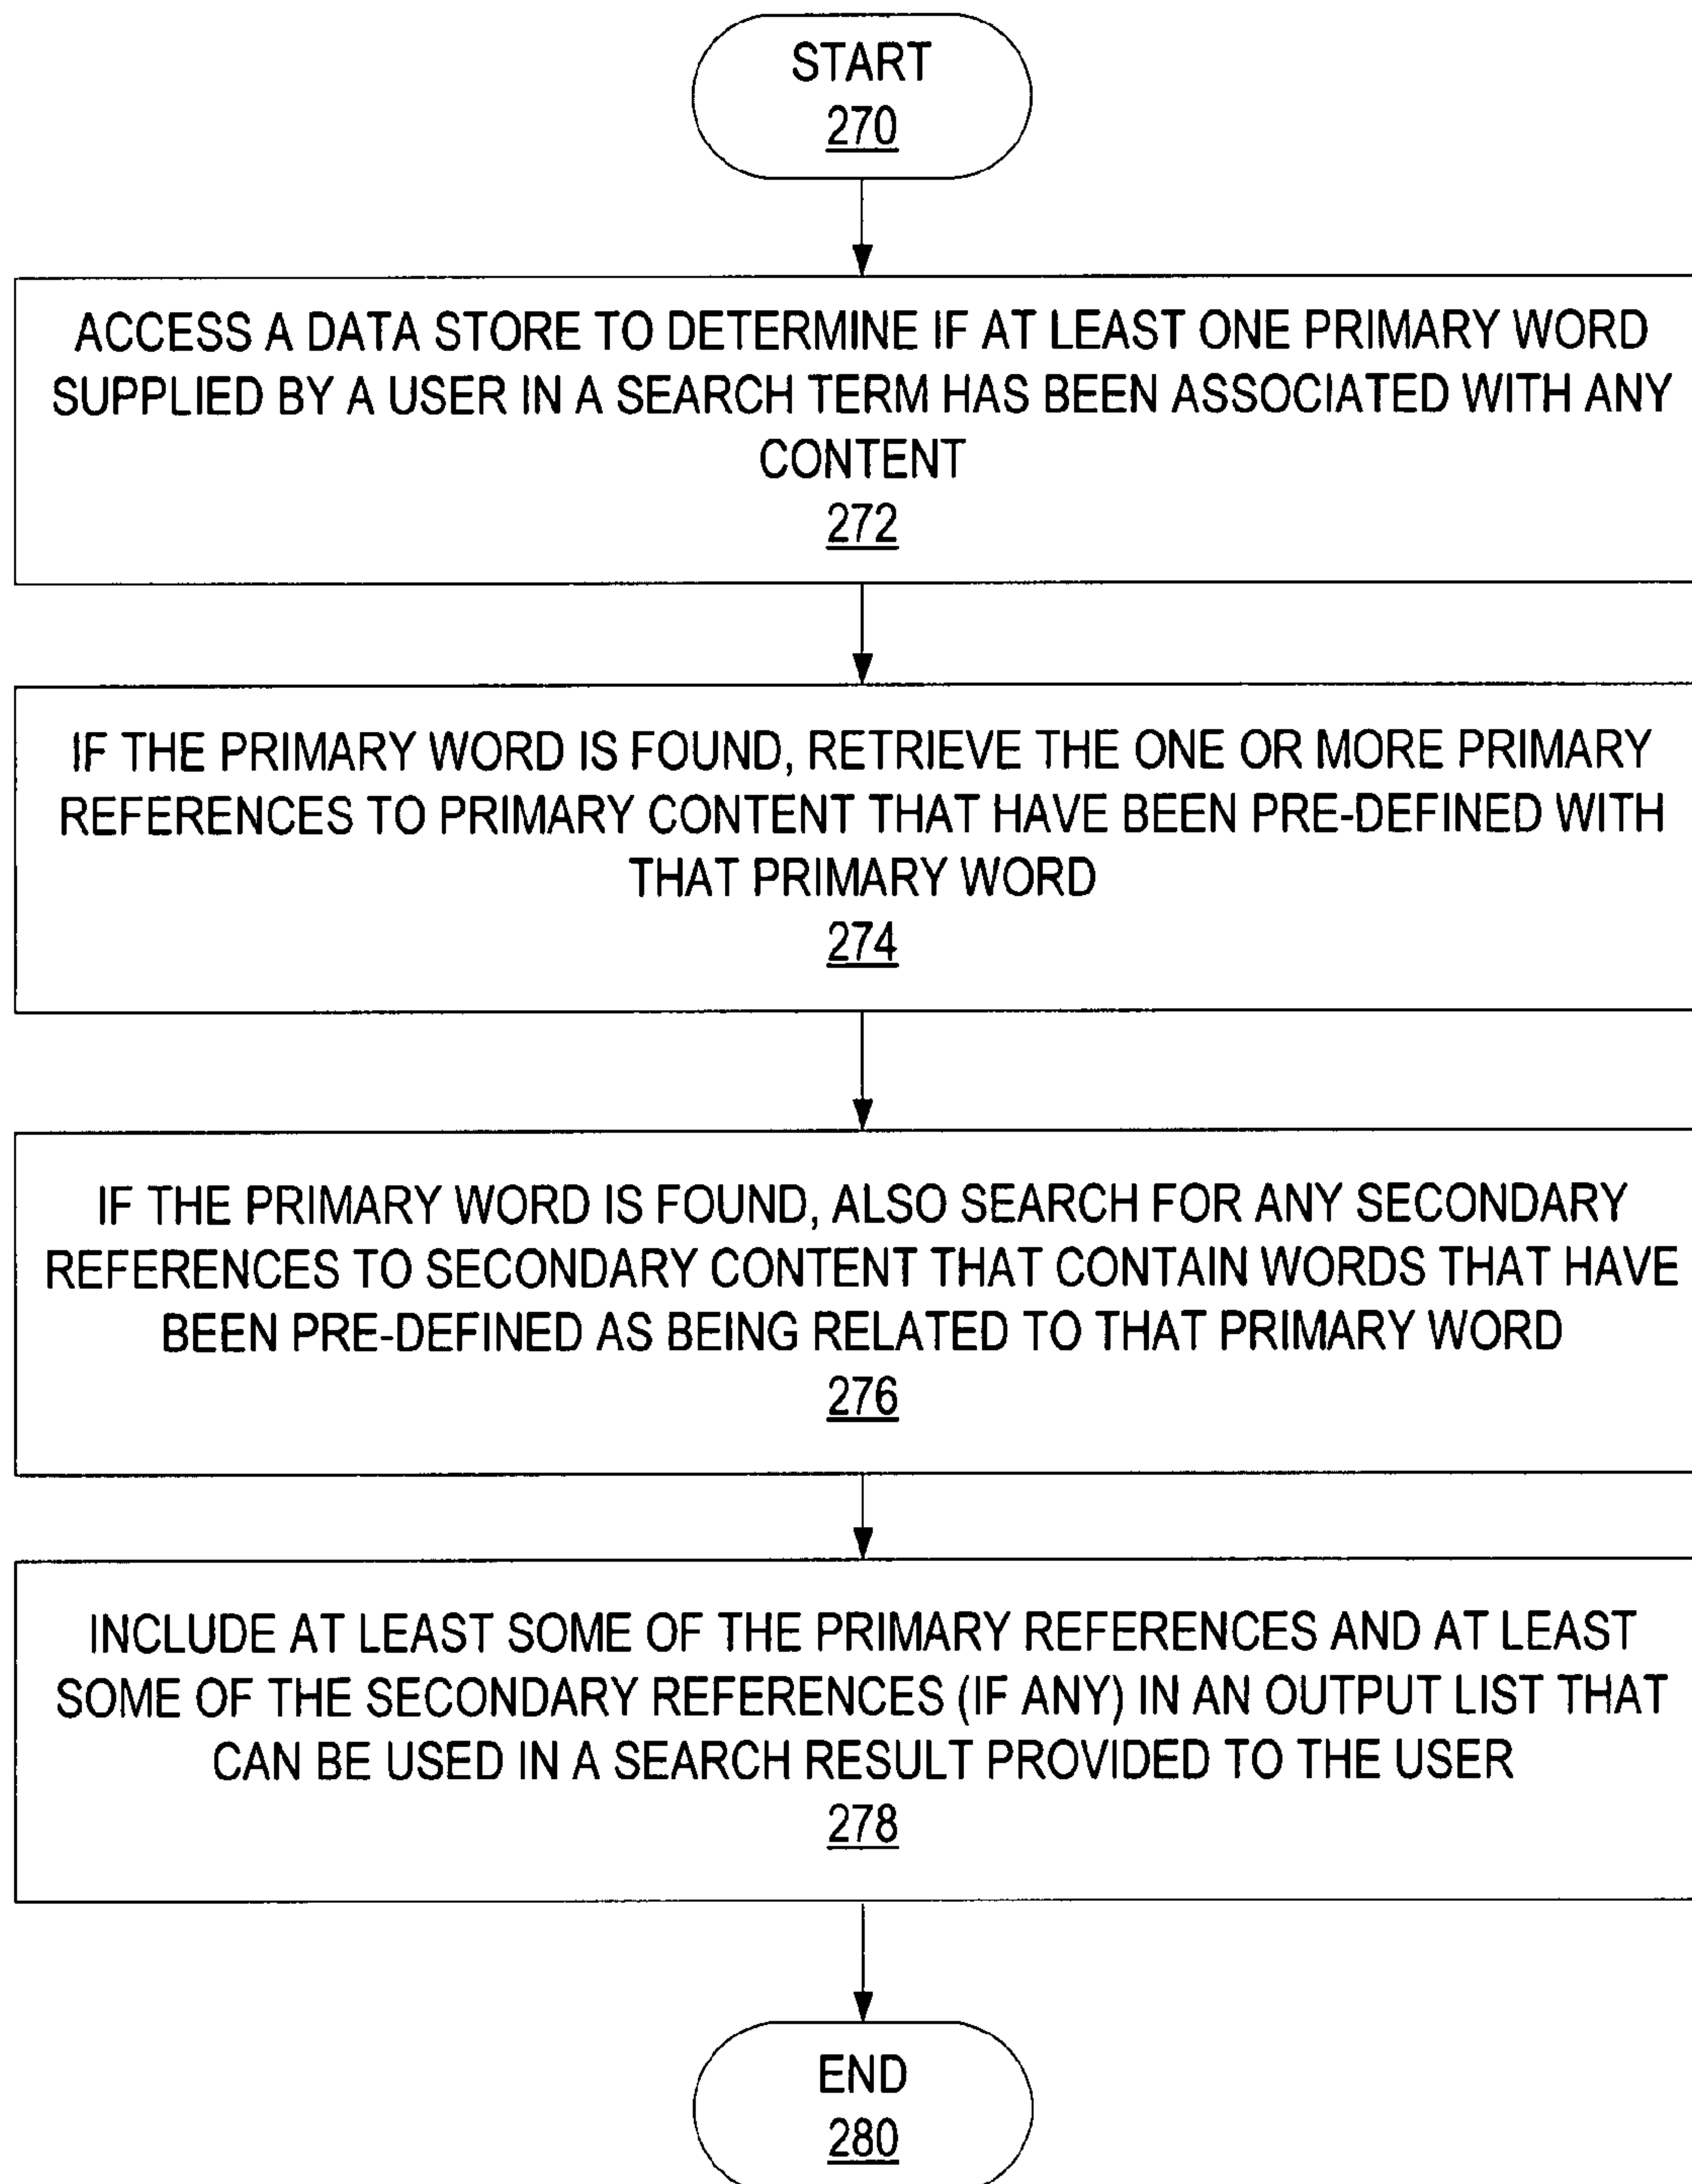 START
270
ACCESS A DATA STORE TO DETERMINE IF AT LEAST ONE PRIMARY WORD
SUPPLIED BY A USER IN A SEARCH TERM HAS BEEN ASSOCIATED WITH ANY
CONTENT
272
IF THE PRIMARY WORD IS FOUND, RETRIEVE THE ONE OR MORE PRIMARY
REFERENCES TO PRIMARY CONTENT THAT HAVE BEEN PRE-DEFINED WITH
THAT PRIMARY WORD
274
IF THE PRIMARY WORD IS FOUND, ALSO SEARCH FOR ANY SECONDARY
REFERENCES TO SECONDARY CONTENT THAT CONTAIN WORDS THAT HAVE
BEEN PRE-DEFINED AS BEING RELATED TO THAT PRIMARY WORD
276
INCLUDE AT LEAST SOME OF THE PRIMARY REFERENCES AND AT LEAST
SOME OF THE SECONDARY REFERENCES (IF ANY) IN AN OUTPUT LIST THAT
CAN BE USED IN A SEARCH RESULT PROVIDED TO THE USER
278
END
280